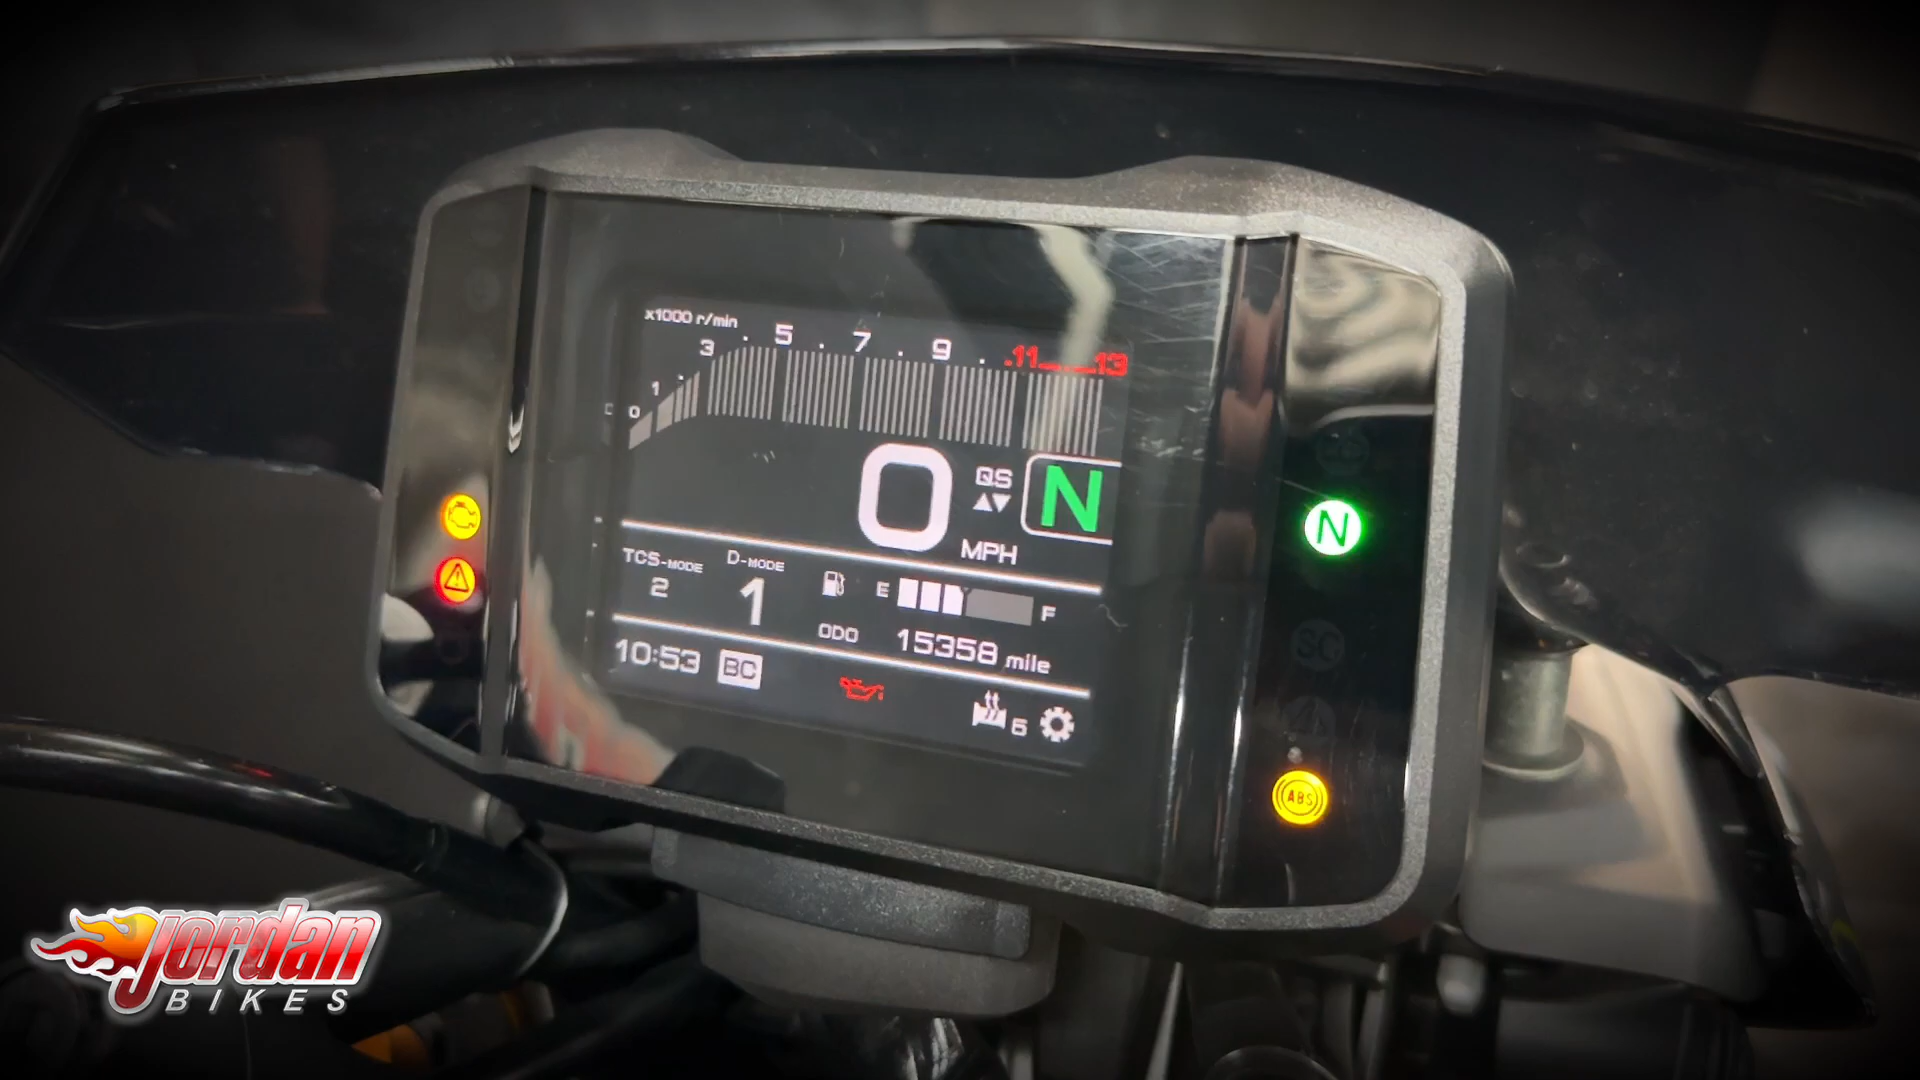 x1000 r/min
0 1 3 5 7 9 11 13
0 QS N
MPH
N
TCS-MODE D-MODE
2 1
E F
ODO 15358 mile
10:53 BC
6
SC
ABS
Jordan
BIKES